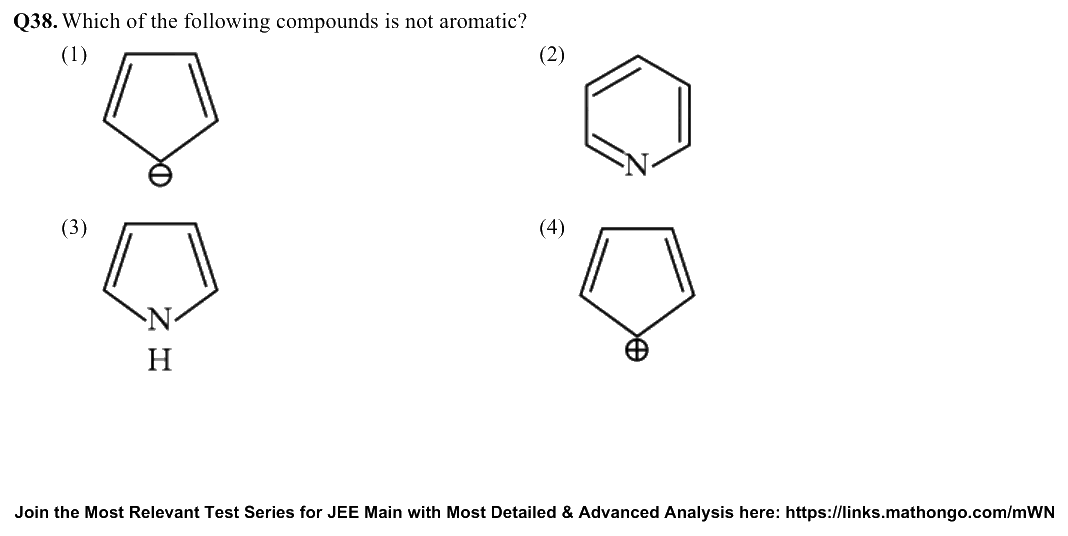 Q38. Which of the following compounds is not aromatic?
(1) (2)
N
(3) (4)
N
H
Join the Most Relevant Test Series for JEE Main with Most Detailed & Advanced Analysis here: https://links.mathongo.com/mWN